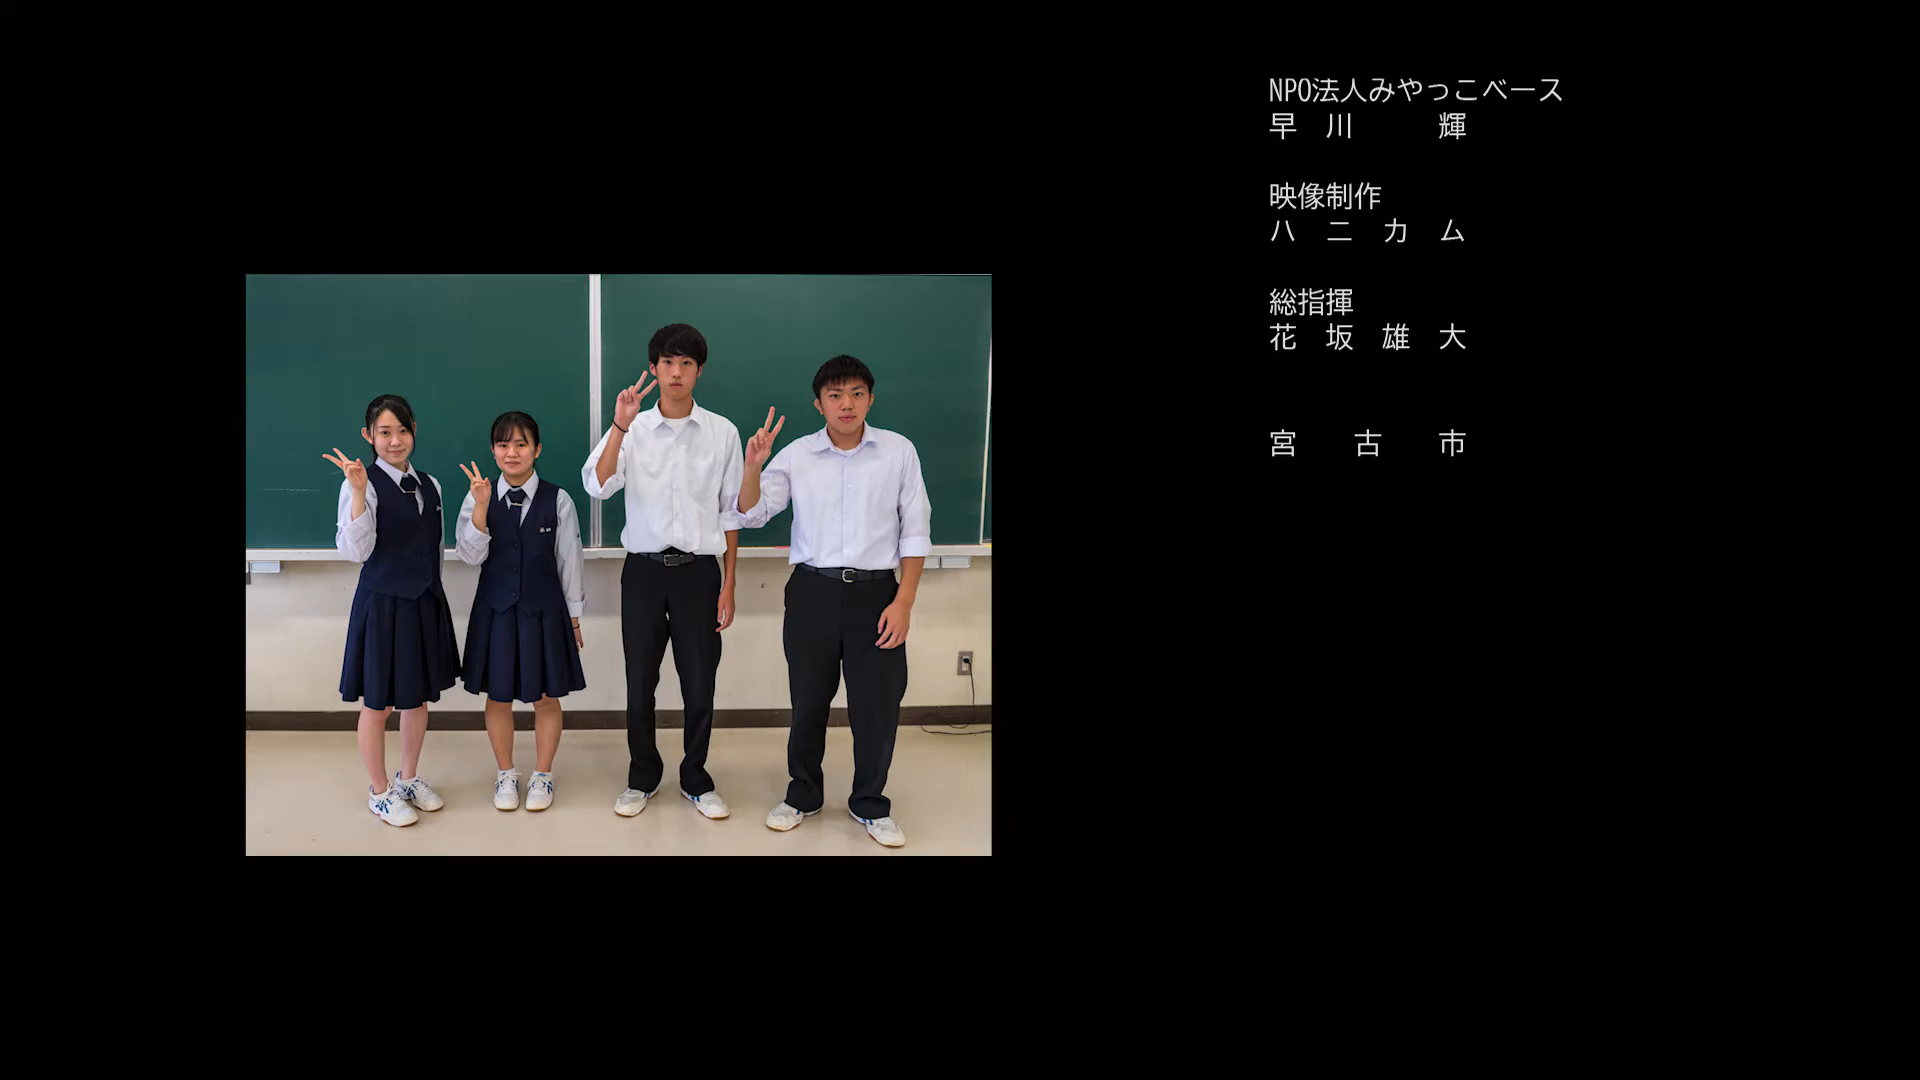 NPO法人みやっこベース
早　川　　　輝
映像制作
ハ　ニ　カ　ム
総指揮
花　坂　雄　大
宮　　古　　市